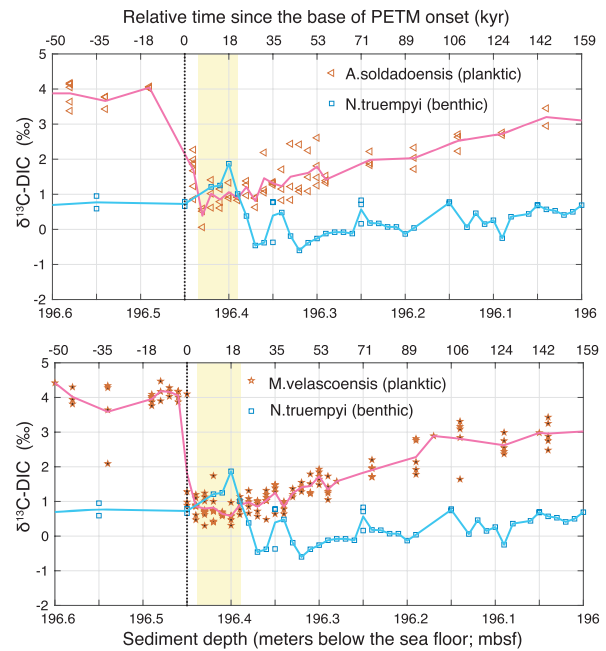 Relative time since the base of PETM onset (kyr)
-50 -35 -18 0 18 35 53 71 89 106 124 142 159
5
4
3
2
1
0
-1
-2
δ¹³C-DIC (‰)
A.soldadoensis (planktic)
N.truempyi (benthic)
196.6 196.5 196.4 196.3 196.2 196.1 196
-50 -35 -18 0 18 35 53 71 89 106 124 142 159
5
4
3
2
1
0
-1
-2
δ¹³C-DIC (‰)
M.velascoensis (planktic)
N.truempyi (benthic)
196.6 196.5 196.4 196.3 196.2 196.1 196
Sediment depth (meters below the sea floor; mbsf)